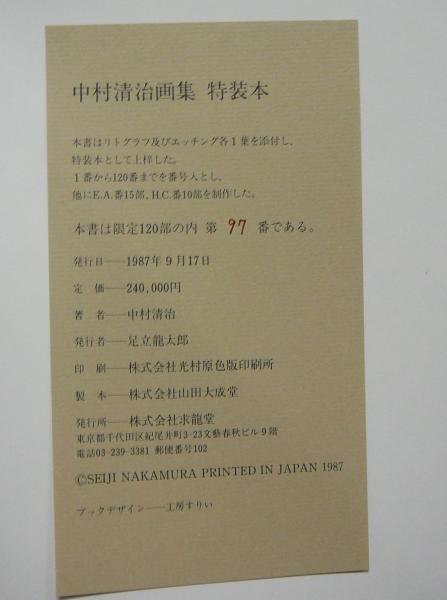 中村清治画集 特装本
本書はリトグラフ及びエッチング各1葉を添付し、
特装本として上梓した。
1番から120番までを番号入とし、
他にE.A.番15部, H.C.番10部を制作した。
本書は限定120部の内 第 97 番である。
発行日──1987年9月17日
定 価──240,000円
著 者──中村清治
発行者──足立龍太郎
印 刷──株式会社光村原色版印刷所
製 本──株式会社山田大成堂
発行所──株式会社求龍堂
東京都千代田区紀尾井町3-23文藝春秋ビル9階
電話03-239-3381 郵便番号102
©SEIJI NAKAMURA PRINTED IN JAPAN 1987
ブックデザイン──工房すりい